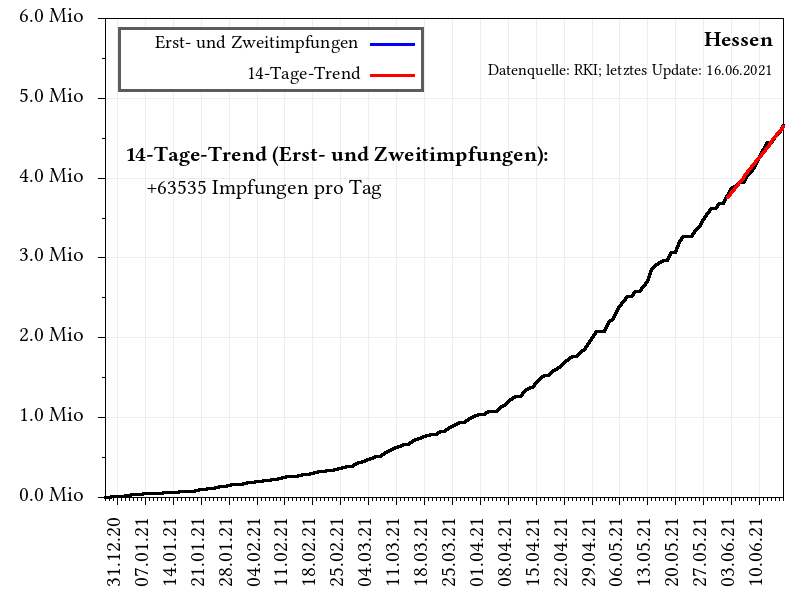 6.0 Mio
5.0 Mio
4.0 Mio
3.0 Mio
2.0 Mio
1.0 Mio
0.0 Mio
Erst- und Zweitimpfungen
14-Tage-Trend
Hessen
Datenquelle: RKI; letztes Update: 16.06.2021
14-Tage-Trend (Erst- und Zweitimpfungen):
+63535 Impfungen pro Tag
31.12.20
07.01.21
14.01.21
21.01.21
28.01.21
04.02.21
11.02.21
18.02.21
25.02.21
04.03.21
11.03.21
18.03.21
25.03.21
01.04.21
08.04.21
15.04.21
22.04.21
29.04.21
06.05.21
13.05.21
20.05.21
27.05.21
03.06.21
10.06.21